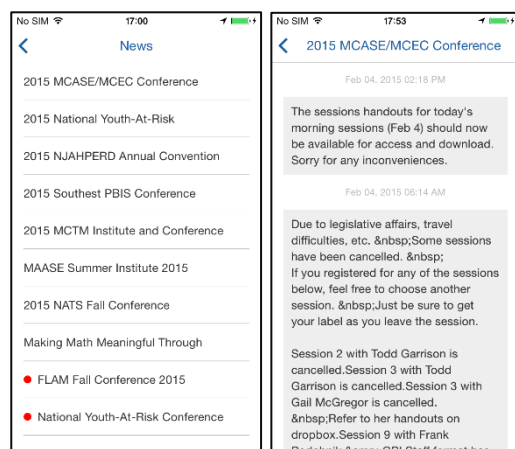 No SIM 17:00
News
2015 MCASE/MCEC Conference
2015 National Youth-At-Risk
2015 NJAHPERD Annual Convention
2015 Southest PBIS Conference
2015 MCTM Institute and Conference
MAASE Summer Institute 2015
2015 NATS Fall Conference
Making Math Meaningful Through
FLAM Fall Conference 2015
National Youth-At-Risk Conference
No SIM 17:53
2015 MCASE/MCEC Conference
Feb 04, 2015 02:18 PM
The sessions handouts for today's
morning sessions (Feb 4) should now
be available for access and download.
Sorry for any inconveniences.
Feb 04, 2015 06:14 AM
Due to legislative affairs, travel
difficulties, etc. &nbsp;Some sessions
have been cancelled. &nbsp;
If you registered for any of the sessions
below, feel free to choose another
session. &nbsp;Just be sure to get
your label as you leave the session.
Session 2 with Todd Garrison is
cancelled.Session 3 with Todd
Garrison is cancelled.Session 3 with
Gail McGregor is cancelled.
&nbsp;Refer to her handouts on
dropbox.Session 9 with Frank